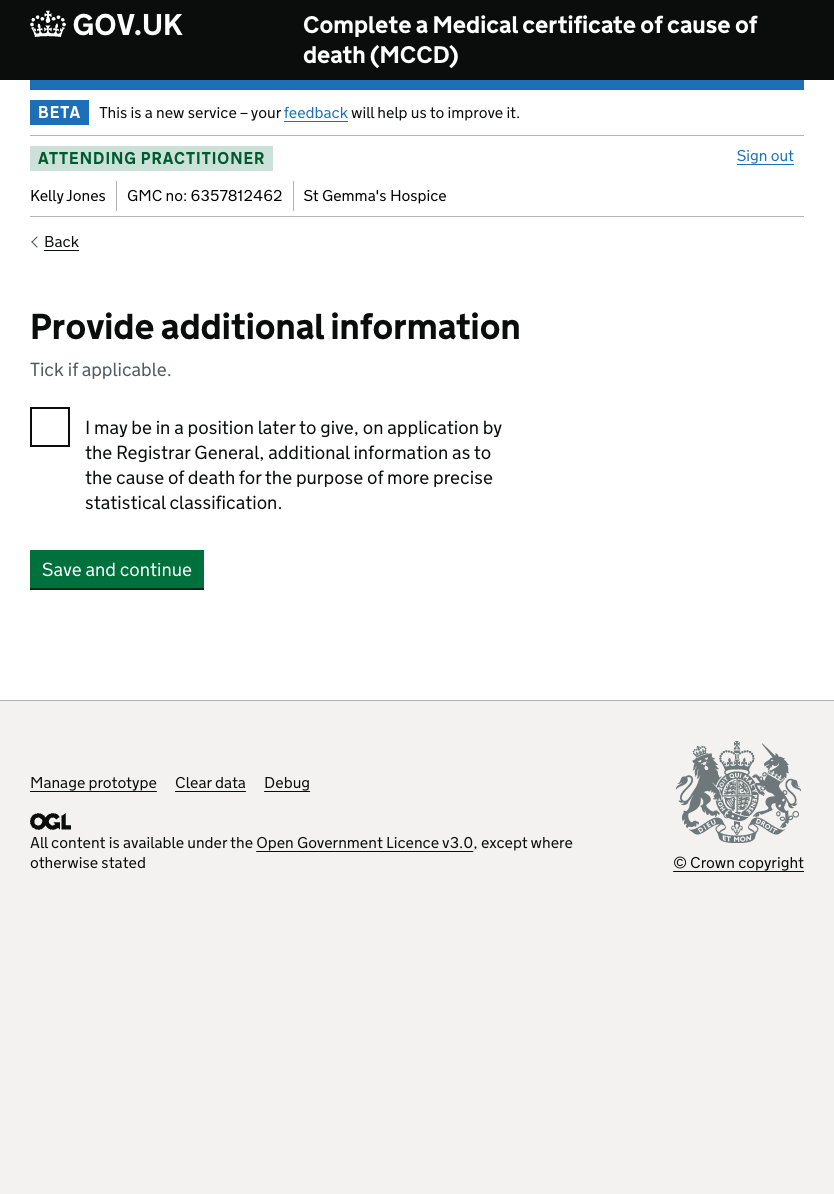 GOV.UK
Complete a Medical certificate of cause of
death (MCCD)
BETA This is a new service – your feedback will help us to improve it.
ATTENDING PRACTITIONER
Sign out
Kelly Jones GMC no: 6357812462 St Gemma's Hospice
Back
Provide additional information
Tick if applicable.
I may be in a position later to give, on application by
the Registrar General, additional information as to
the cause of death for the purpose of more precise
statistical classification.
Save and continue
Manage prototype Clear data Debug
OGL
All content is available under the Open Government Licence v3.0, except where
otherwise stated
DIEU ET MON DROIT
© Crown copyright